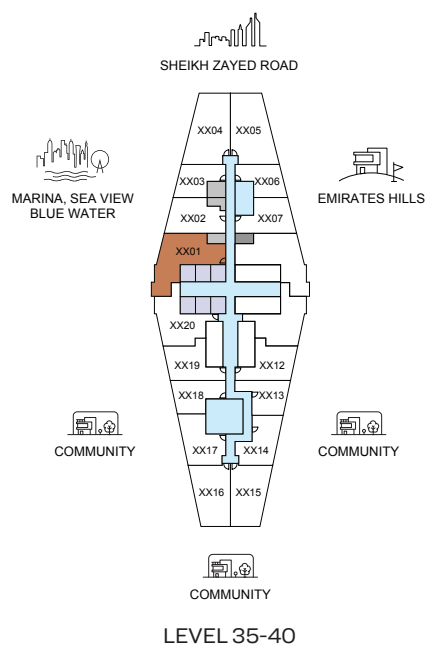 SHEIKH ZAYED ROAD
XX04 XX05
MARINA, SEA VIEW
BLUE WATER
XX03 XX06
EMIRATES HILLS
XX02 XX07
XX01
XX20
XX19 XX12
XX18 XX13
COMMUNITY
XX17 XX14
COMMUNITY
XX16 XX15
COMMUNITY
LEVEL 35-40